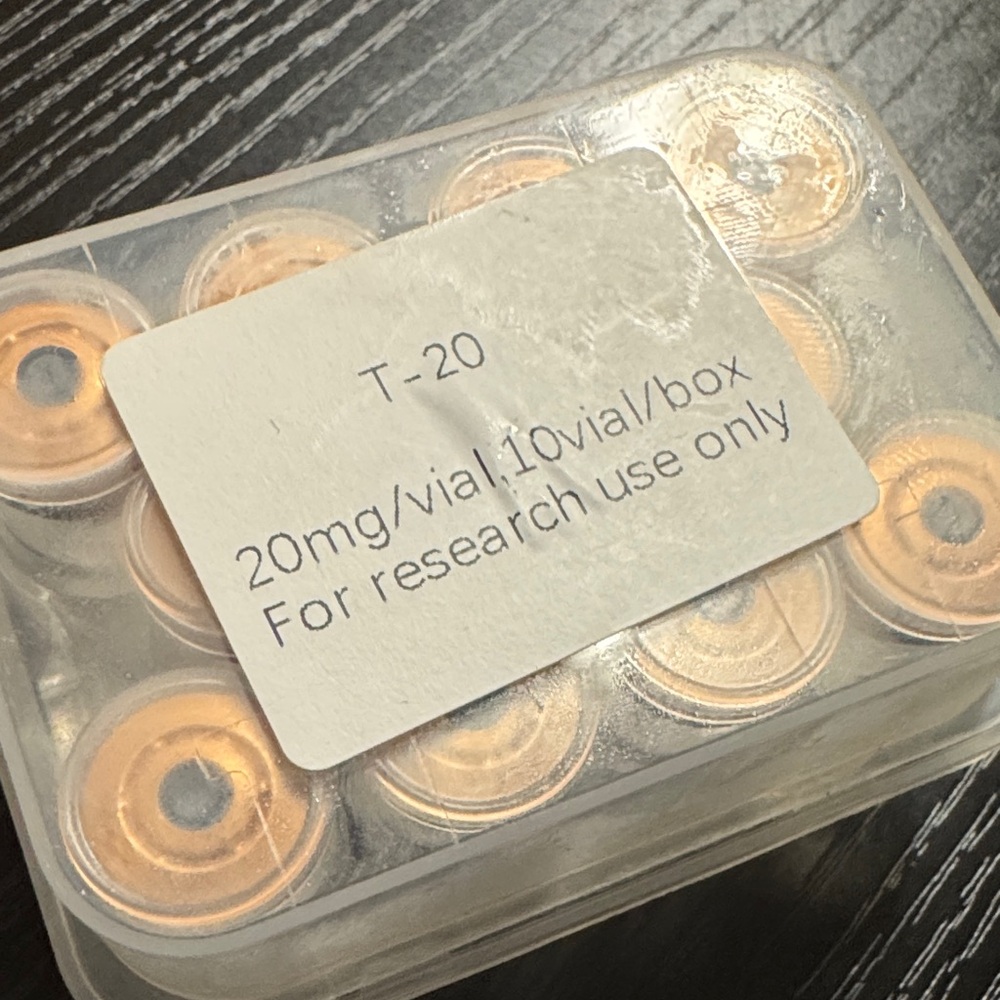 T-20
20mg/vial,10vial/box
For research use only